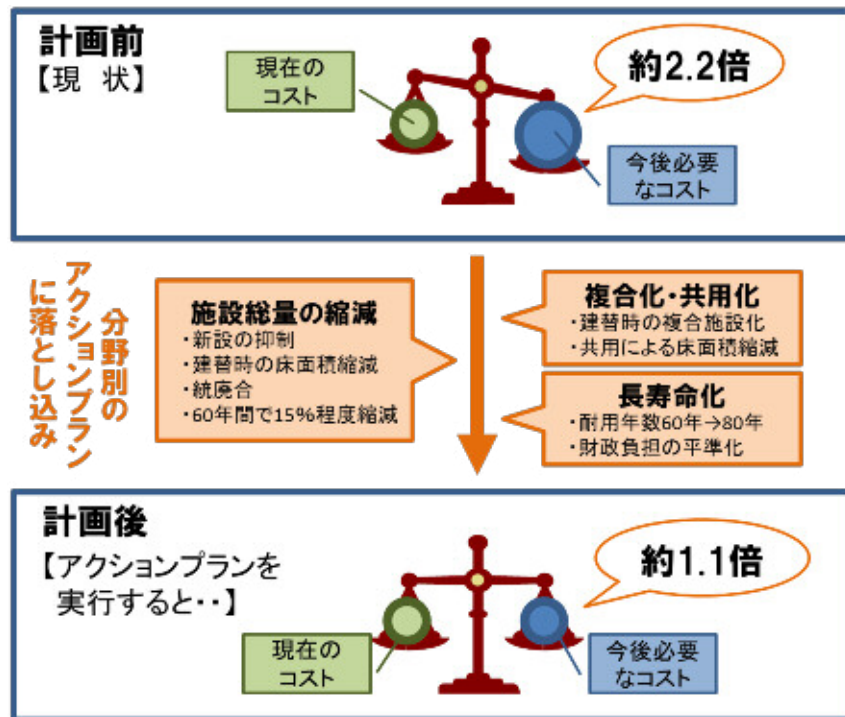 計画前
【現　状】
現在の
コスト
約2.2倍
今後必要
なコスト
分野別の
アクションプラン
に落とし込み
施設総量の縮減
・新設の抑制
・建替時の床面積縮減
・統廃合
・60年間で15%程度縮減
複合化・共用化
・建替時の複合施設化
・共用による床面積縮減
長寿命化
・耐用年数60年→80年
・財政負担の平準化
計画後
【アクションプランを
実行すると‥】
現在の
コスト
約1.1倍
今後必要
なコスト